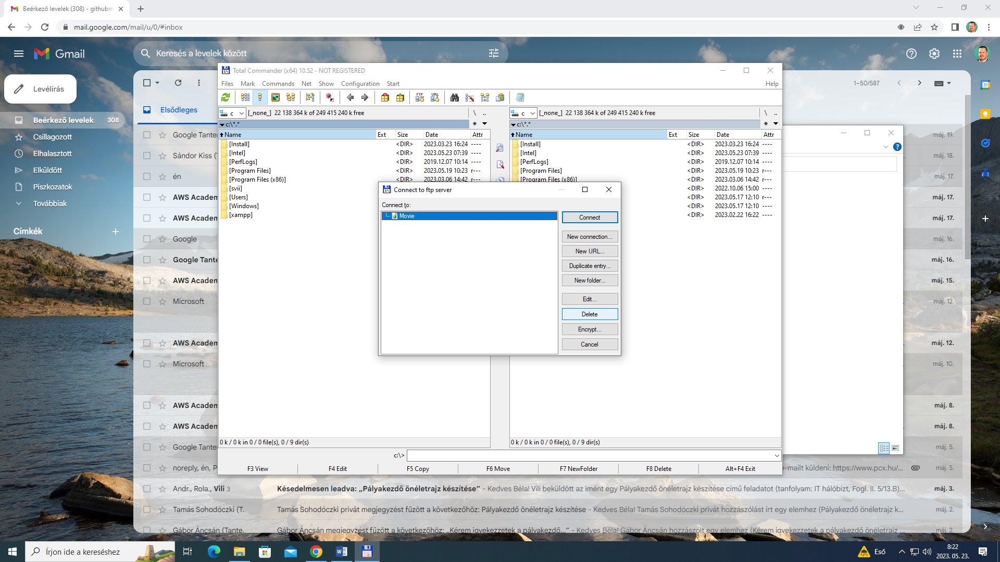 Beérkező levelek (308) - githubm
mail.google.com/mail/u/0/#inbox
Gmail
Keresés a levelek között
Levélírás
Beérkező levelek 308
Csillagozott
Elhalasztott
Elküldött
Piszkozatok
Továbbiak
Címkék
1–50/587
Elsődleges
Total Commander (x64) 10.52 - NOT REGISTERED
Files Mark Commands Net Show Configuration Start Help
FTP URL
c [_none_] 22 138 364 k of 249 415 240 k free \ ..
c:\*.* * 
Name Ext Size Date Attr
[Install] <DIR> 2023.03.23 16:24 ----
[Intel] <DIR> 2023.05.23 07:39 ----
[PerfLogs] <DIR> 2019.12.07 10:14 ----
[Program Files] <DIR> 2023.05.19 10:23 r---
[Program Files (x86)] <DIR> 2023.03.06 14:42 r---
[svii]
[Users]
[Windows]
[xampp]
0 k / 0 k in 0 / 0 file(s), 0 / 9 dir(s)
c [_none_] 22 138 364 k of 249 415 240 k free \ ..
c:\*.* *
Name Ext Size Date Attr
[Install] <DIR> 2023.03.23 16:24 ----
[Intel] <DIR> 2023.05.23 07:39 ----
[PerfLogs] <DIR> 2019.12.07 10:14 ----
[Program Files] <DIR> 2023.05.19 10:23 r---
[Program Files (x86)] <DIR> 2023.03.06 14:42 r---
<DIR> 2022.10.06 15:00 ----
<DIR> 2023.05.17 12:10 r---
<DIR> 2023.05.17 12:10 ----
<DIR> 2023.02.22 16:22 ----
0 k / 0 k in 0 / 0 file(s), 0 / 9 dir(s)
c:\>
F3 View F4 Edit F5 Copy F6 Move F7 NewFolder F8 Delete Alt+F4 Exit
Connect to ftp server
Connect to:
Movie
Connect
New connection...
New URL...
Duplicate entry...
New folder...
Edit...
Delete
Encrypt...
Cancel
Google Tante máj. 19.
Sándor Kiss (T máj. 18.
én máj. 17.
AWS Academ máj. 17.
AWS Academ máj. 17.
Google máj. 16.
Google Tante máj. 16.
AWS Academ máj. 15.
Microsoft máj. 12.
AWS Academ máj. 12.
Microsoft máj. 10.
AWS Academ máj. 8.
AWS Academ máj. 8.
Google Tante máj. 5.
noreply, én, P e-mailt küldeni: https://www.pcx.hu/... máj. 5.
Andr., Rola., Vili 3 Késedelmesen leadva: „Pályakezdő önéletrajz készítése” - Kedves Béla! Vili beküldött az imént egy Pályakezdő önéletrajz készítése című feladatot (tanfolyam: IT hálóbizt, Fogl. II. 5/13.B)... máj. 3.
Tamás Sohodóczki (T. Tamás Sohodóczki privát megjegyzést fűzött a következőhöz: Pályakezdő önéletrajz készítése - Kedves Béla! Tamás Sohodóczki privát hozzászólást írt egy elemhez (Pályakezdő önéletrajz k... máj. 2.
Gábor Áncsán (Tante. Gábor Áncsán megjegyzést fűzött a következőhöz: „Kérem igyekezzetek a pályakezdő...” - Kedves Béla! Gábor Áncsán hozzászólt egy elemhez (Kérem igyekezzetek a pályakezdő önéletrajz ... máj. 2.
Írjon ide a kereséshez
Eső
8:22
2023. 05. 23.